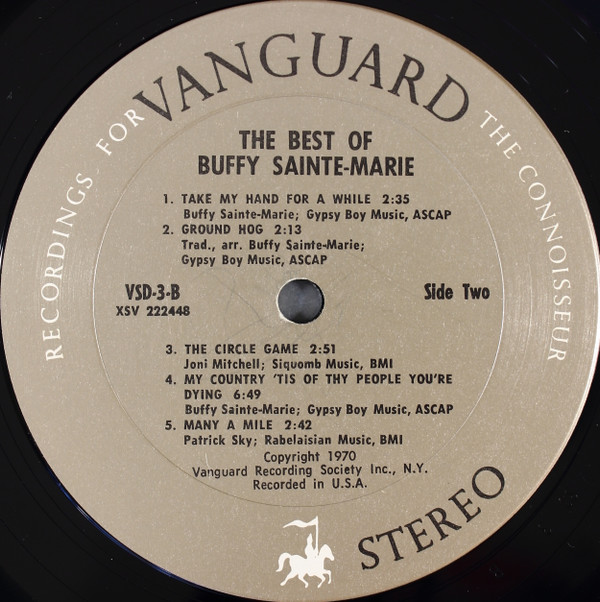 RECORDINGS FOR VANGUARD THE CONNOISSEUR
THE BEST OF
BUFFY SAINTE-MARIE
1. TAKE MY HAND FOR A WHILE 2:35
Buffy Sainte-Marie; Gypsy Boy Music, ASCAP
2. GROUND HOG 2:13
Trad., arr. Buffy Sainte-Marie;
Gypsy Boy Music, ASCAP
VSD-3-B
XSV 222448
Side Two
3. THE CIRCLE GAME 2:51
Joni Mitchell; Siquomb Music, BMI
4. MY COUNTRY 'TIS OF THY PEOPLE YOU'RE
DYING 6:49
Buffy Sainte-Marie; Gypsy Boy Music, ASCAP
5. MANY A MILE 2:42
Patrick Sky; Rabelaisian Music, BMI
Copyright 1970
Vanguard Recording Society Inc., N.Y.
Recorded in U.S.A.
STEREO